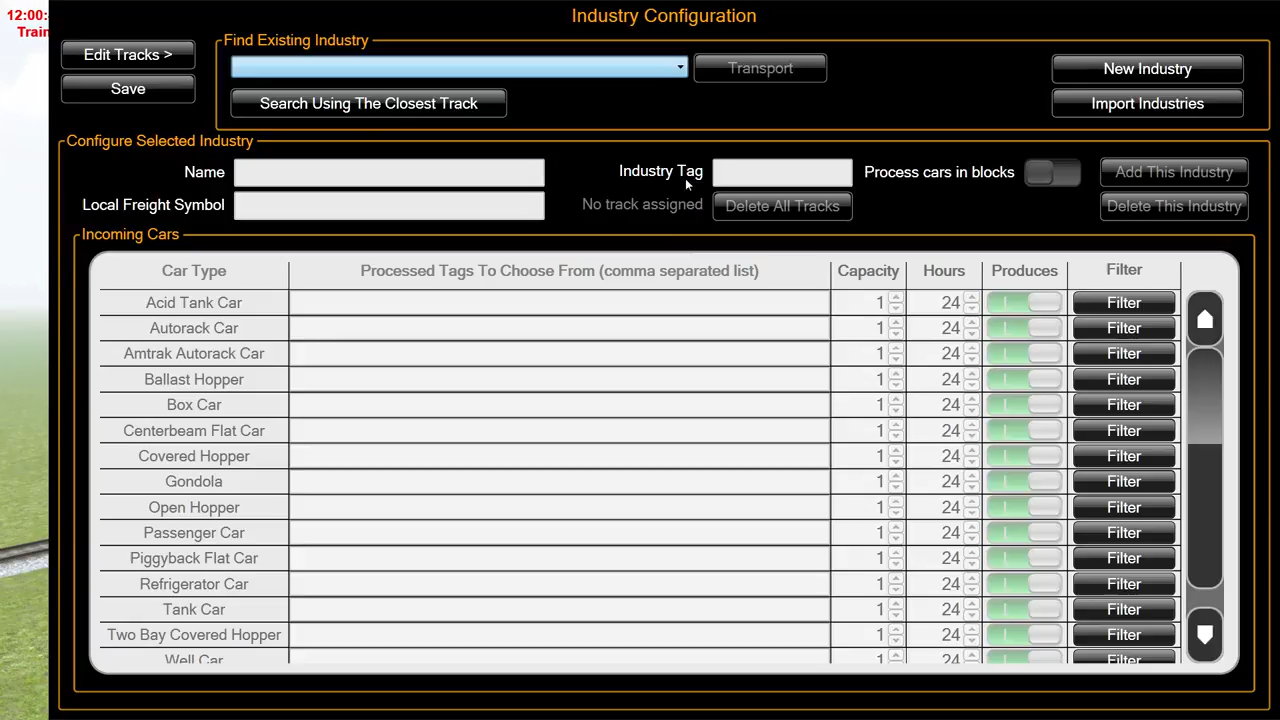 12:00:
Train
Industry Configuration
Edit Tracks >
Save
Find Existing Industry
Transport
Search Using The Closest Track
New Industry
Import Industries
Configure Selected Industry
Name
Industry Tag
Process cars in blocks
Add This Industry
Local Freight Symbol
No track assigned
Delete All Tracks
Delete This Industry
Incoming Cars
Car Type Processed Tags To Choose From (comma separated list) Capacity Hours Produces Filter
Acid Tank Car 1 24 Filter
Autorack Car 1 24 Filter
Amtrak Autorack Car 1 24 Filter
Ballast Hopper 1 24 Filter
Box Car 1 24 Filter
Centerbeam Flat Car 1 24 Filter
Covered Hopper 1 24 Filter
Gondola 1 24 Filter
Open Hopper 1 24 Filter
Passenger Car 1 24 Filter
Piggyback Flat Car 1 24 Filter
Refrigerator Car 1 24 Filter
Tank Car 1 24 Filter
Two Bay Covered Hopper 1 24 Filter
Well Car 1 24 Filter